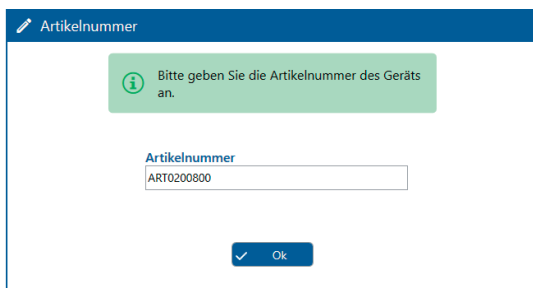 Artikelnummer
Bitte geben Sie die Artikelnummer des Geräts
an.
Artikelnummer
ART0200800
Ok